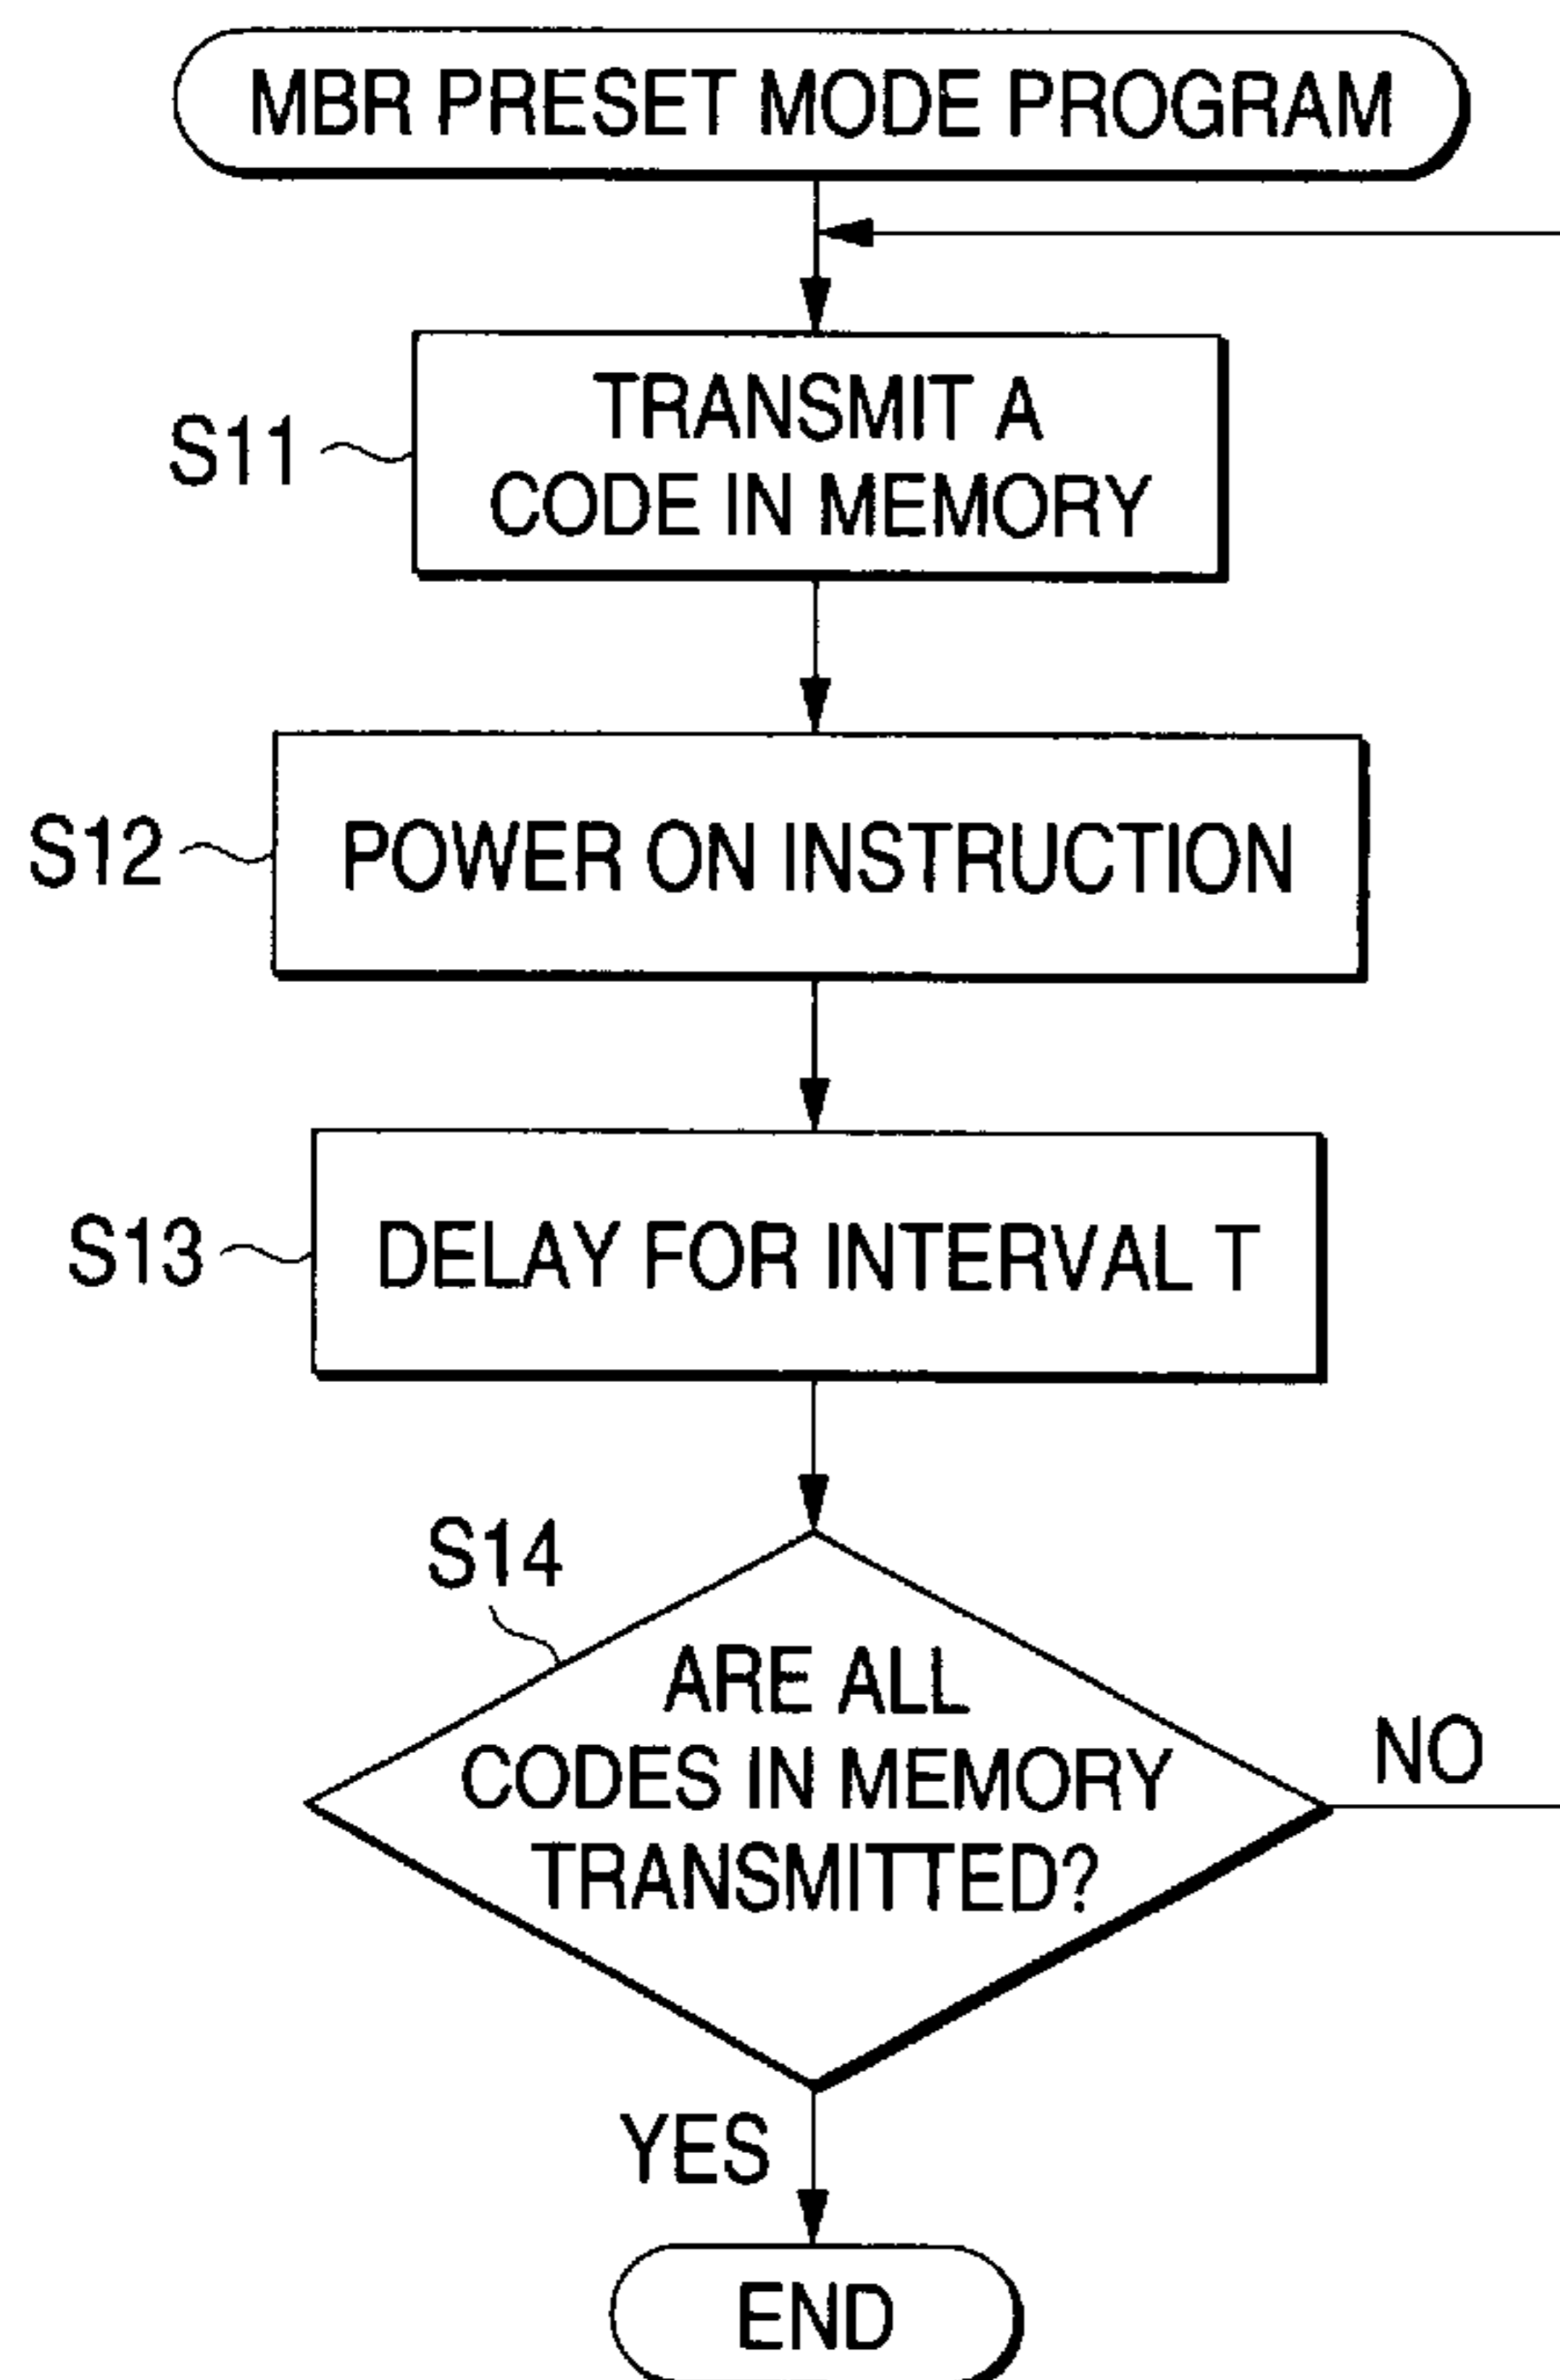 MBR PRESET MODE PROGRAM
S11
TRANSMIT A
CODE IN MEMORY
S12
POWER ON INSTRUCTION
S13
DELAY FOR INTERVAL T
S14
ARE ALL
CODES IN MEMORY
TRANSMITTED?
NO
YES
END